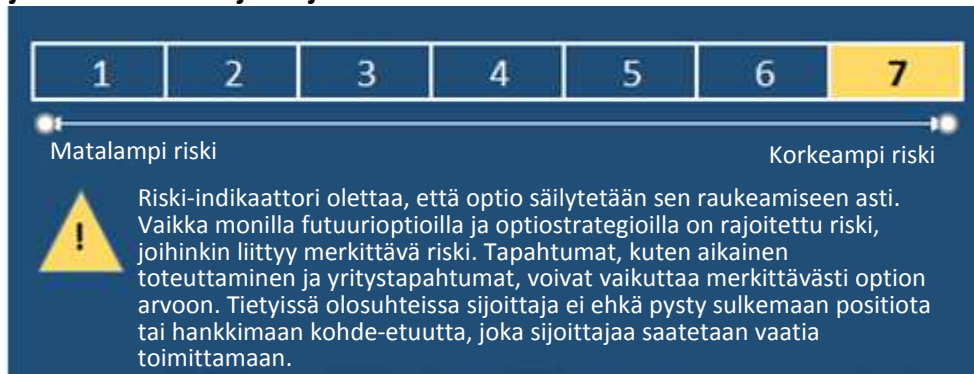 1 2 3 4 5 6 7
Matalampi riski Korkeampi riski
Riski-indikaattori olettaa, että optio säilytetään sen raukeamiseen asti.
Vaikka monilla futuurioptioilla ja optiostrategioilla on rajoitettu riski,
joihinkin liittyy merkittävä riski. Tapahtumat, kuten aikainen
toteuttaminen ja yritystapahtumat, voivat vaikuttaa merkittävästi option
arvoon. Tietyissä olosuhteissa sijoittaja ei ehkä pysty sulkemaan positiota
tai hankkimaan kohde-etuutta, joka sijoittajaa saatetaan vaatia
toimittamaan.